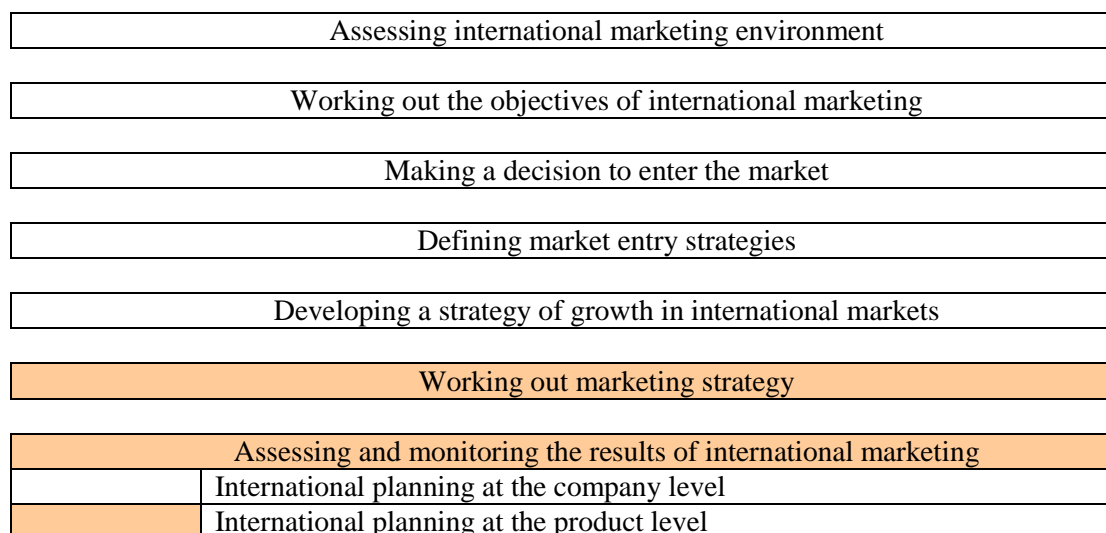 Assessing international marketing environment
Working out the objectives of international marketing
Making a decision to enter the market
Defining market entry strategies
Developing a strategy of growth in international markets
Working out marketing strategy
Assessing and monitoring the results of international marketing
International planning at the company level
International planning at the product level